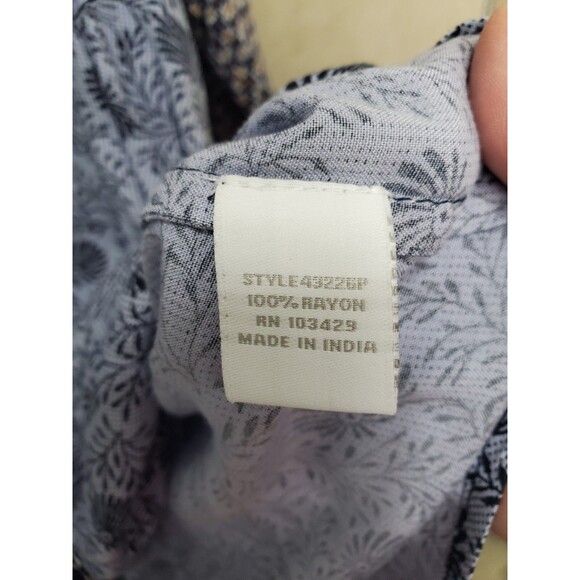 STYLE43226P
100% RAYON
RN 103429
MADE IN INDIA